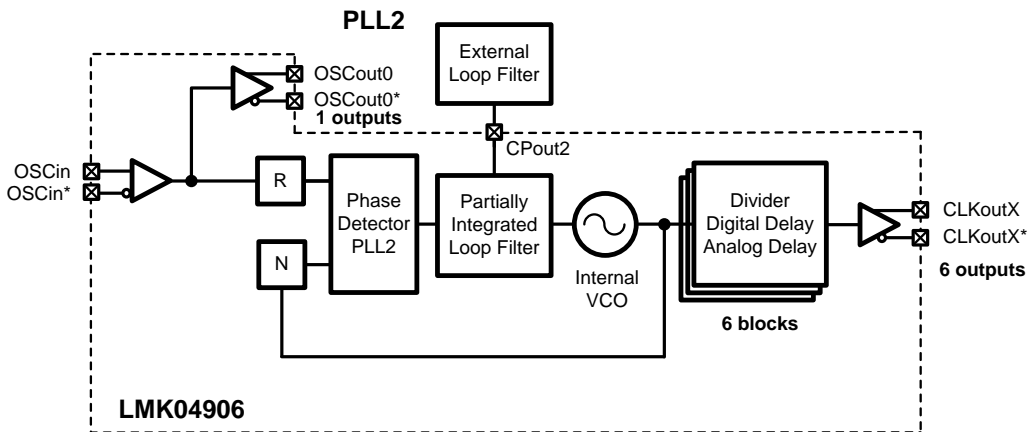 PLL2
External
Loop Filter
OSCout0
OSCout0*
1 outputs
CPout2
OSCin
OSCin*
R
N
Phase
Detector
PLL2
Partially
Integrated
Loop Filter
Internal
VCO
Divider
Digital Delay
Analog Delay
6 blocks
CLKoutX
CLKoutX*
6 outputs
LMK04906